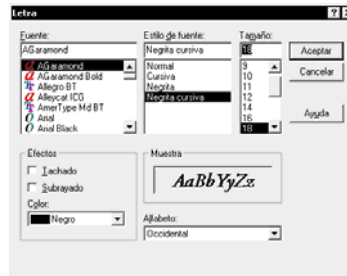 Letra
Fuente:
AGaramond
AGaramond
AGaramond Bold
Allegro BT
Alleycat ICG
AmerType Md BT
Arial
Arial Black
Estilo de fuente:
Negrita cursiva
Normal
Cursiva
Negrita
Negrita cursiva
Tamaño:
18
9
10
11
12
14
16
18
Aceptar
Cancelar
Ayuda
Efectos
Tachado
Subrayado
Color:
Negro
Muestra
AaBbYyZz
Alfabeto:
Occidental